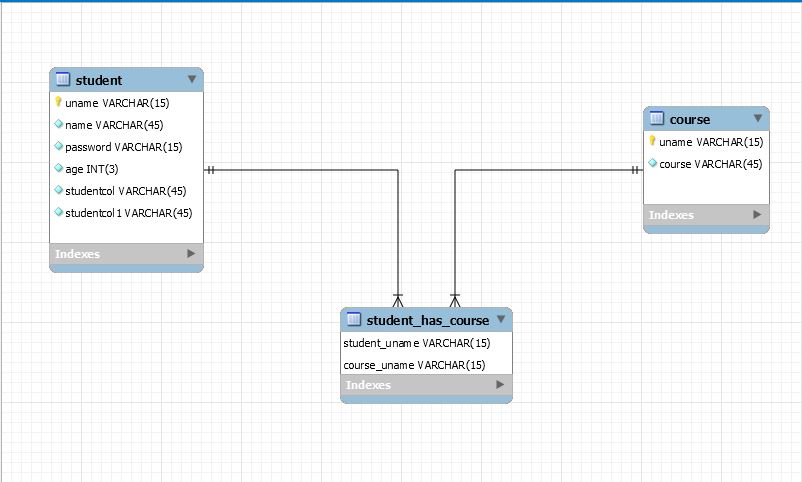 student
uname VARCHAR(15)
name VARCHAR(45)
password VARCHAR(15)
age INT(3)
studentcol VARCHAR(45)
studentcol1 VARCHAR(45)
Indexes
course
uname VARCHAR(15)
course VARCHAR(45)
Indexes
student_has_course
student_uname VARCHAR(15)
course_uname VARCHAR(15)
Indexes